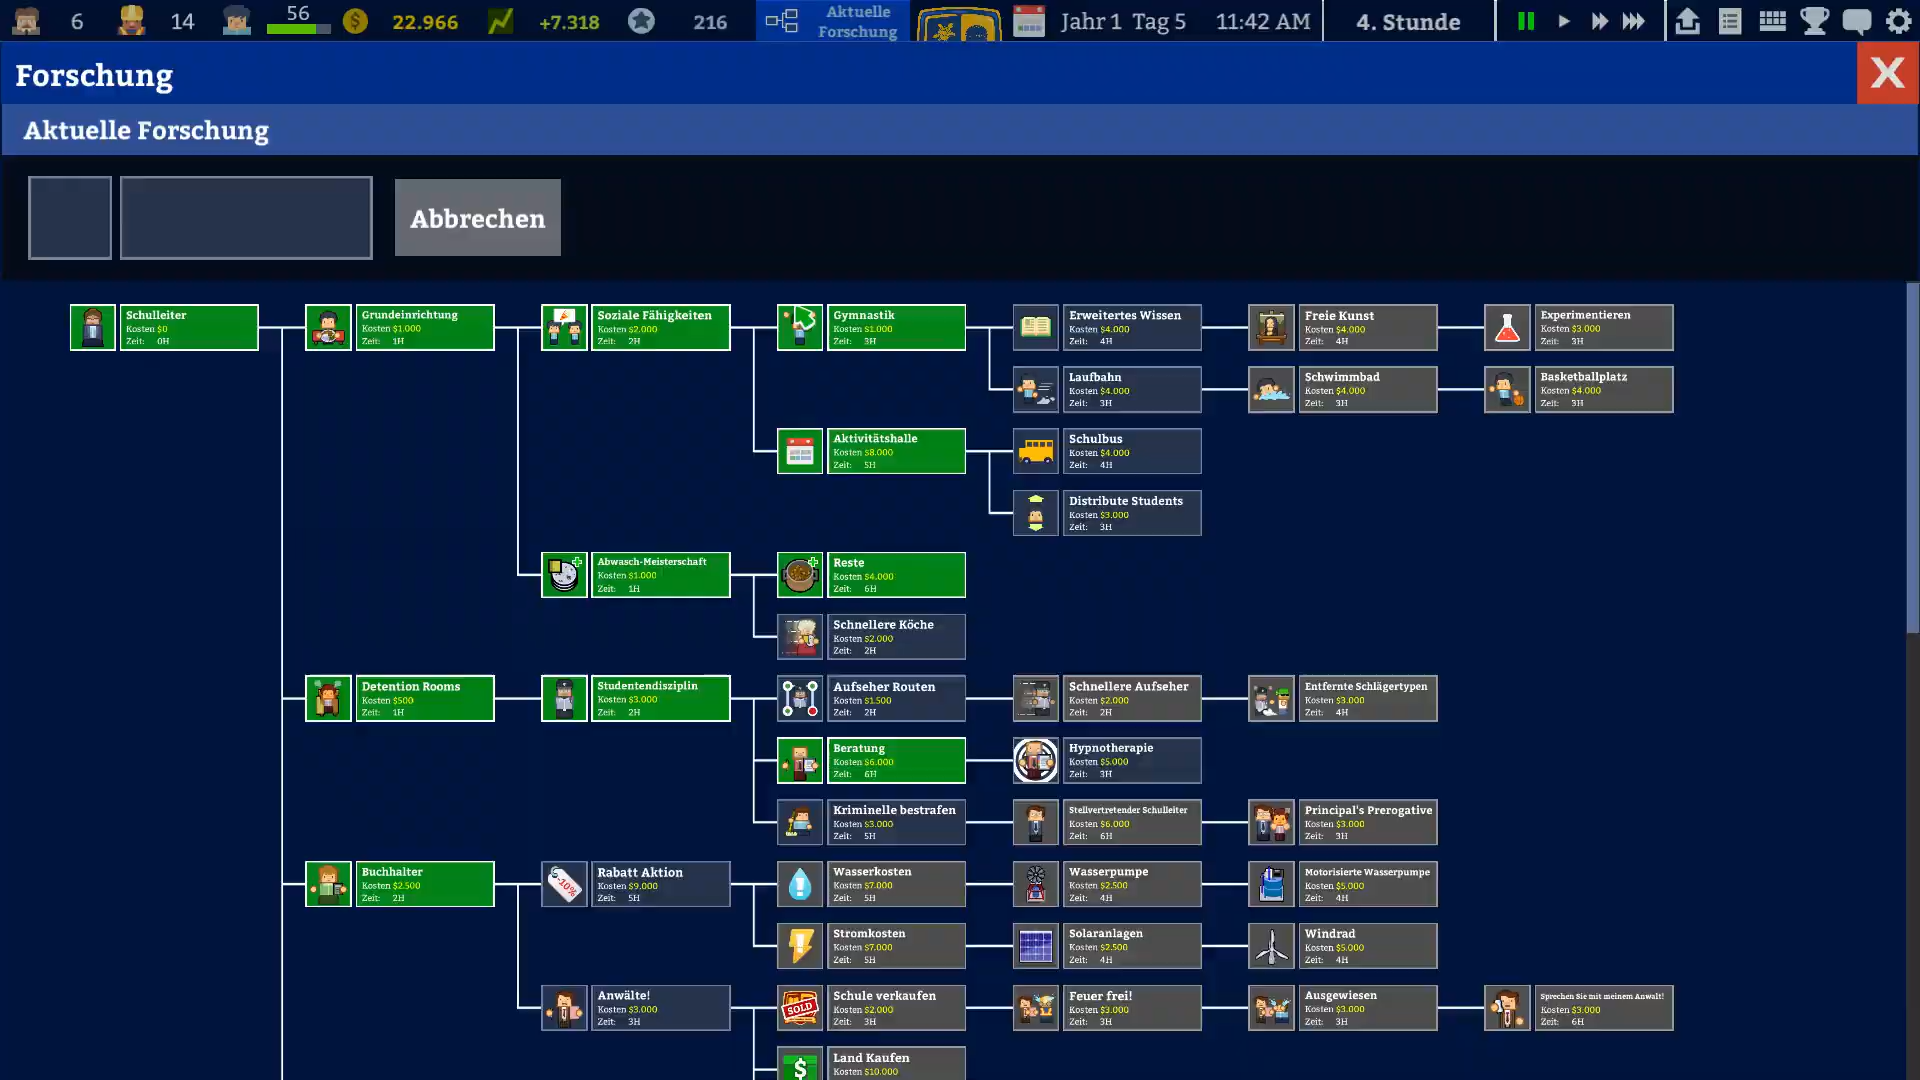 6 14 56 22.966 +7.318 216 Aktuelle Forschung Jahr 1 Tag 5 11:42 AM 4. Stunde
Forschung
X
Aktuelle Forschung
Abbrechen
Schulleiter
Kosten $0
Zeit: 0H
Grundeinrichtung
Kosten $1.000
Zeit: 1H
Soziale Fähigkeiten
Kosten $2.000
Zeit: 2H
Gymnastik
Kosten $1.000
Zeit: 3H
Erweitertes Wissen
Kosten $4.000
Zeit: 4H
Freie Kunst
Kosten $4.000
Zeit: 4H
Experimentieren
Kosten $3.000
Zeit: 3H
Laufbahn
Kosten $4.000
Zeit: 3H
Schwimmbad
Kosten $4.000
Zeit: 3H
Basketballplatz
Kosten $4.000
Zeit: 3H
Aktivitätshalle
Kosten $8.000
Zeit: 5H
Schulbus
Kosten $4.000
Zeit: 4H
Distribute Students
Kosten $3.000
Zeit: 3H
Abwasch-Meisterschaft
Kosten $1.000
Zeit: 1H
Reste
Kosten $4.000
Zeit: 6H
Schnellere Köche
Kosten $2.000
Zeit: 2H
Detention Rooms
Kosten $500
Zeit: 1H
Studentendisziplin
Kosten $3.000
Zeit: 2H
Aufseher Routen
Kosten $1.500
Zeit: 2H
Schnellere Aufseher
Kosten $2.000
Zeit: 2H
Entfernte Schlägertypen
Kosten $3.000
Zeit: 4H
Beratung
Kosten $6.000
Zeit: 6H
Hypnotherapie
Kosten $5.000
Zeit: 3H
Kriminelle bestrafen
Kosten $3.000
Zeit: 5H
Stellvertretender Schulleiter
Kosten $6.000
Zeit: 6H
Principal's Prerogative
Kosten $3.000
Zeit: 3H
Buchhalter
Kosten $2.500
Zeit: 2H
-10%
Rabatt Aktion
Kosten $9.000
Zeit: 5H
Wasserkosten
Kosten $7.000
Zeit: 5H
Wasserpumpe
Kosten $2.500
Zeit: 4H
Motorisierte Wasserpumpe
Kosten $5.000
Zeit: 4H
Stromkosten
Kosten $7.000
Zeit: 5H
Solaranlagen
Kosten $2.500
Zeit: 4H
Windrad
Kosten $5.000
Zeit: 4H
Anwälte!
Kosten $3.000
Zeit: 3H
SOLD
Schule verkaufen
Kosten $2.000
Zeit: 3H
Feuer frei!
Kosten $3.000
Zeit: 3H
Ausgewiesen
Kosten $3.000
Zeit: 3H
Sprechen Sie mit meinem Anwalt!
Kosten $3.000
Zeit: 6H
$
Land Kaufen
Kosten $10.000